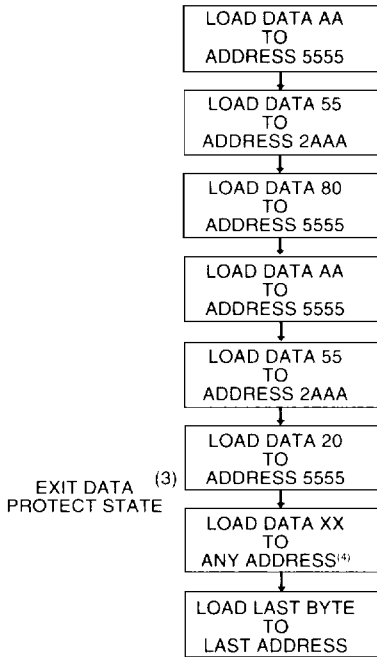 LOAD DATA AA
TO
ADDRESS 5555
LOAD DATA 55
TO
ADDRESS 2AAA
LOAD DATA 80
TO
ADDRESS 5555
LOAD DATA AA
TO
ADDRESS 5555
LOAD DATA 55
TO
ADDRESS 2AAA
LOAD DATA 20
TO
ADDRESS 5555
(3)
EXIT DATA
PROTECT STATE
LOAD DATA XX
TO
ANY ADDRESS(4)
LOAD LAST BYTE
TO
LAST ADDRESS